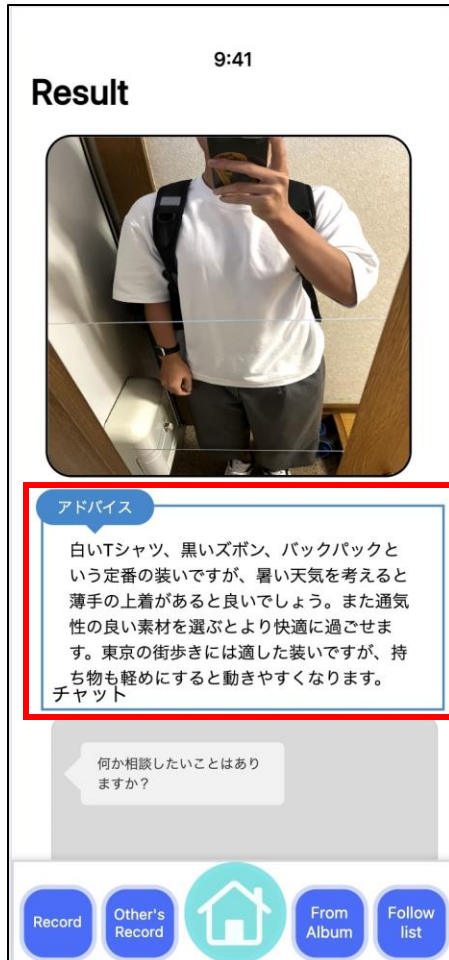 9:41
Result
アドバイス
白いTシャツ、黒いズボン、バックパックと
いう定番の装いですが、暑い天気を考えると
薄手の上着があると良いでしょう。また通気
性の良い素材を選ぶとより快適に過ごせま
す。東京の街歩きには適した装いですが、持
ち物も軽めにすると動きやすくなります。
チャット
何か相談したいことはあり
ますか？
Record
Other's
Record
From
Album
Follow
list